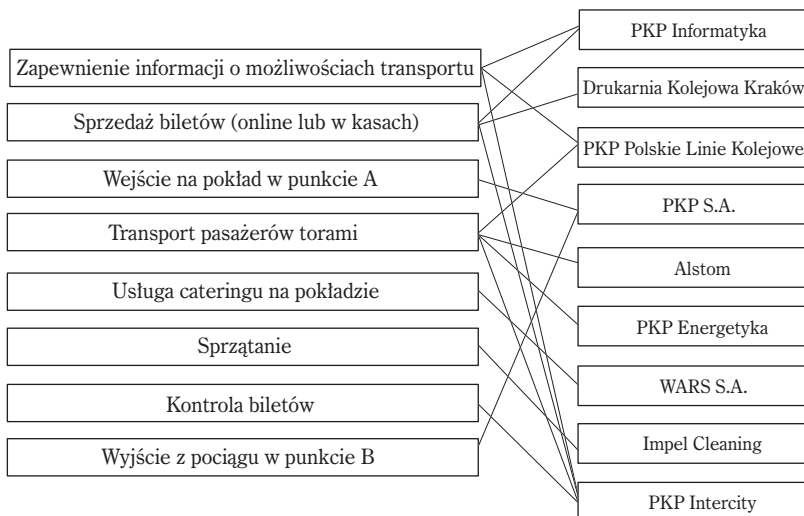 Zapewnienie informacji o możliwościach transportu
Sprzedaż biletów (online lub w kasach)
Wejście na pokład w punkcie A
Transport pasażerów torami
Usługa cateringu na pokładzie
Sprzątanie
Kontrola biletów
Wyjście z pociągu w punkcie B
PKP Informatyka
Drukarnia Kolejowa Kraków
PKP Polskie Linie Kolejowe
PKP S.A.
Alstom
PKP Energetyka
WARS S.A.
Impel Cleaning
PKP Intercity